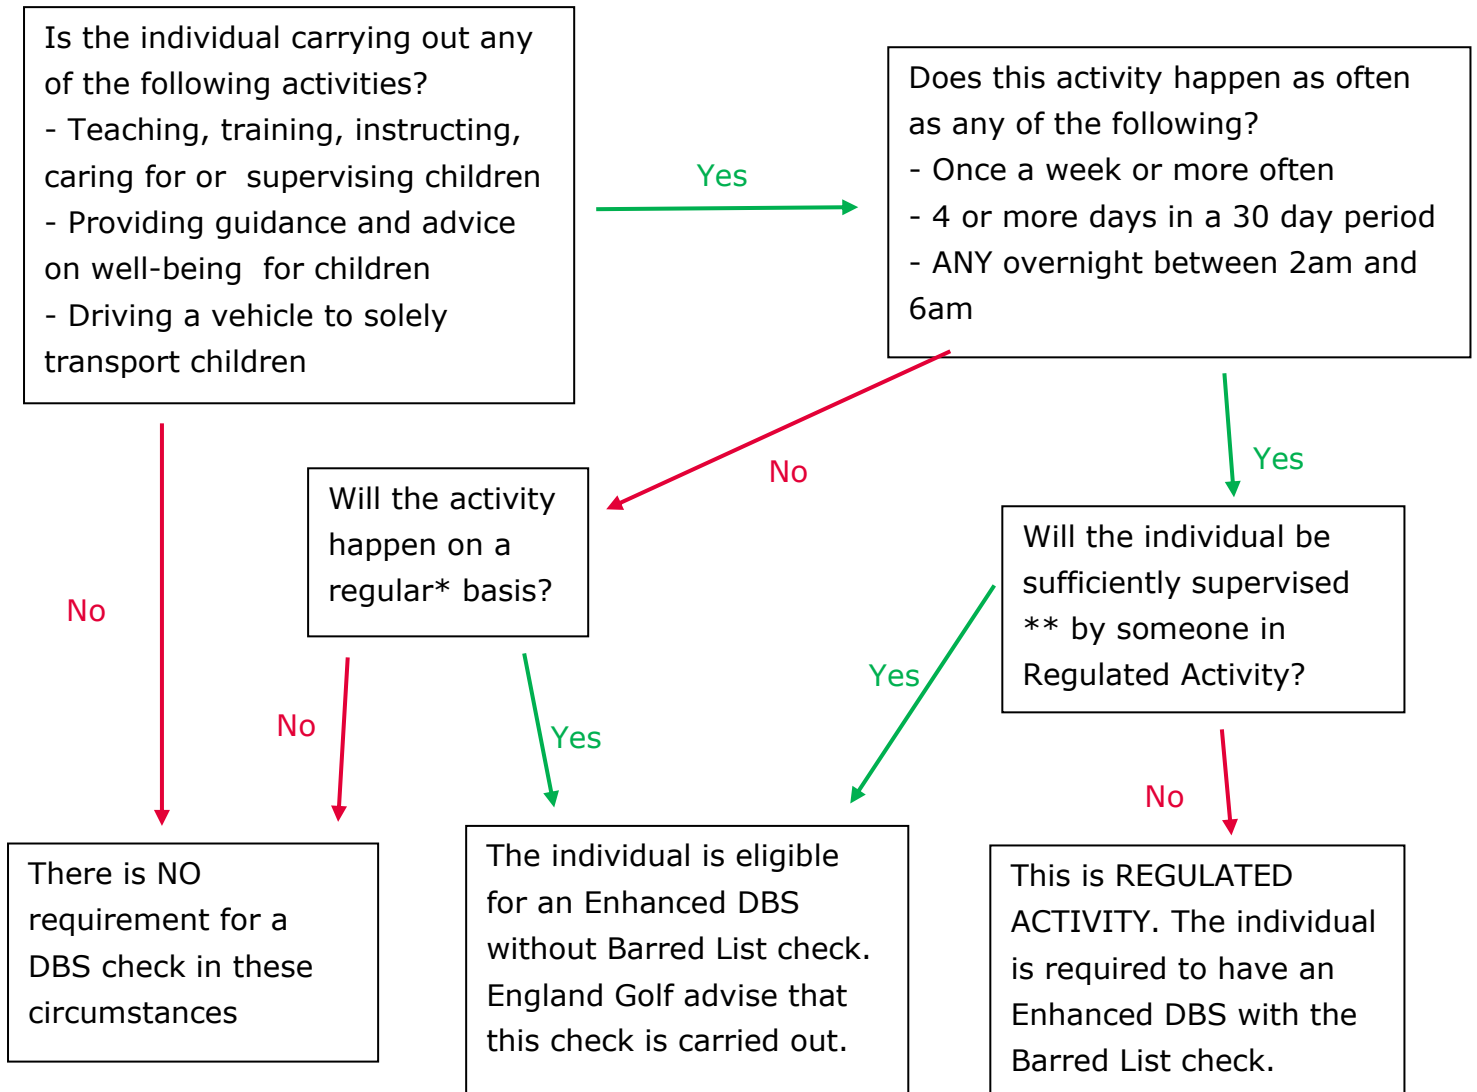 Is the individual carrying out any
of the following activities?
- Teaching, training, instructing,
caring for or  supervising children
- Providing guidance and advice
on well-being  for children
- Driving a vehicle to solely
transport children
Yes
Does this activity happen as often
as any of the following?
- Once a week or more often
- 4 or more days in a 30 day period
- ANY overnight between 2am and
6am
No
No
Yes
Will the activity
happen on a
regular* basis?
Will the individual be
sufficiently supervised
** by someone in
Regulated Activity?
No
Yes
Yes
No
There is NO
requirement for a
DBS check in these
circumstances
The individual is eligible
for an Enhanced DBS
without Barred List check.
England Golf advise that
this check is carried out.
This is REGULATED
ACTIVITY. The individual
is required to have an
Enhanced DBS with the
Barred List check.